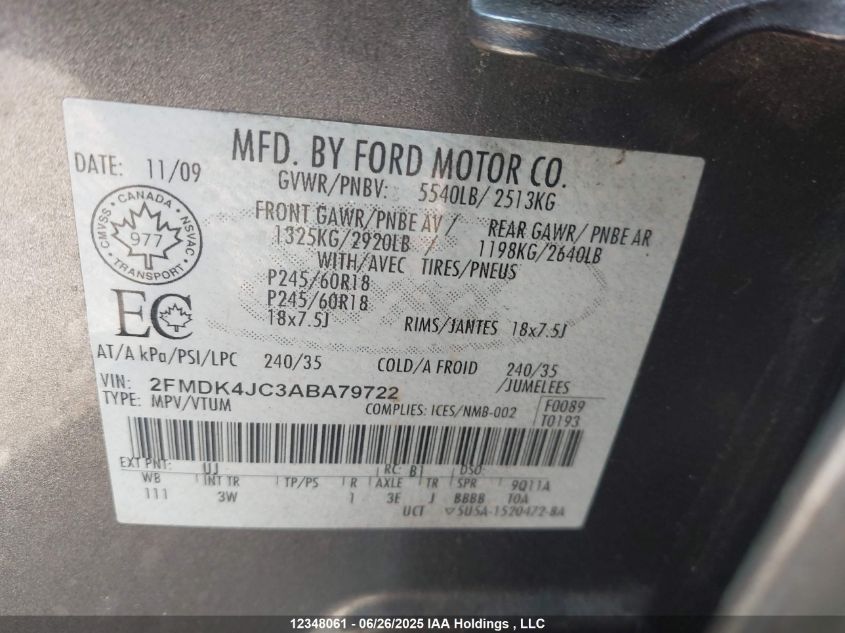 MFD. BY FORD MOTOR CO.
DATE: 11/09
GVWR/PNBV: 5540LB/ 2513KG
FRONT GAWR/PNBE AV / REAR GAWR/ PNBE AR
1325KG/2920LB / 1198KG/2640LB
WITH/AVEC TIRES/PNEUS
CMVSS CANADA NSVAC
977
TRANSPORT
P245/60R18
P245/60R18
18x7.5J RIMS/JANTES 18x7.5J
EC
AT/A kPa/PSI/LPC 240/35 COLD/A FROID 240/35
/JUMELEES
VIN: 2FMDK4JC3ABA79722
TYPE: MPV/VTUM COMPLIES: ICES/NMB-002 F0089
T0193
EXT PNT: UJ RC: B1 DSO:
WB INT TR TP/PS R AXLE TR SPR 9Q11A
111 3W 1 3E J BBBB TOA
UCT ▽5U5A-1520472-BA
12348061 - 06/26/2025 IAA Holdings , LLC